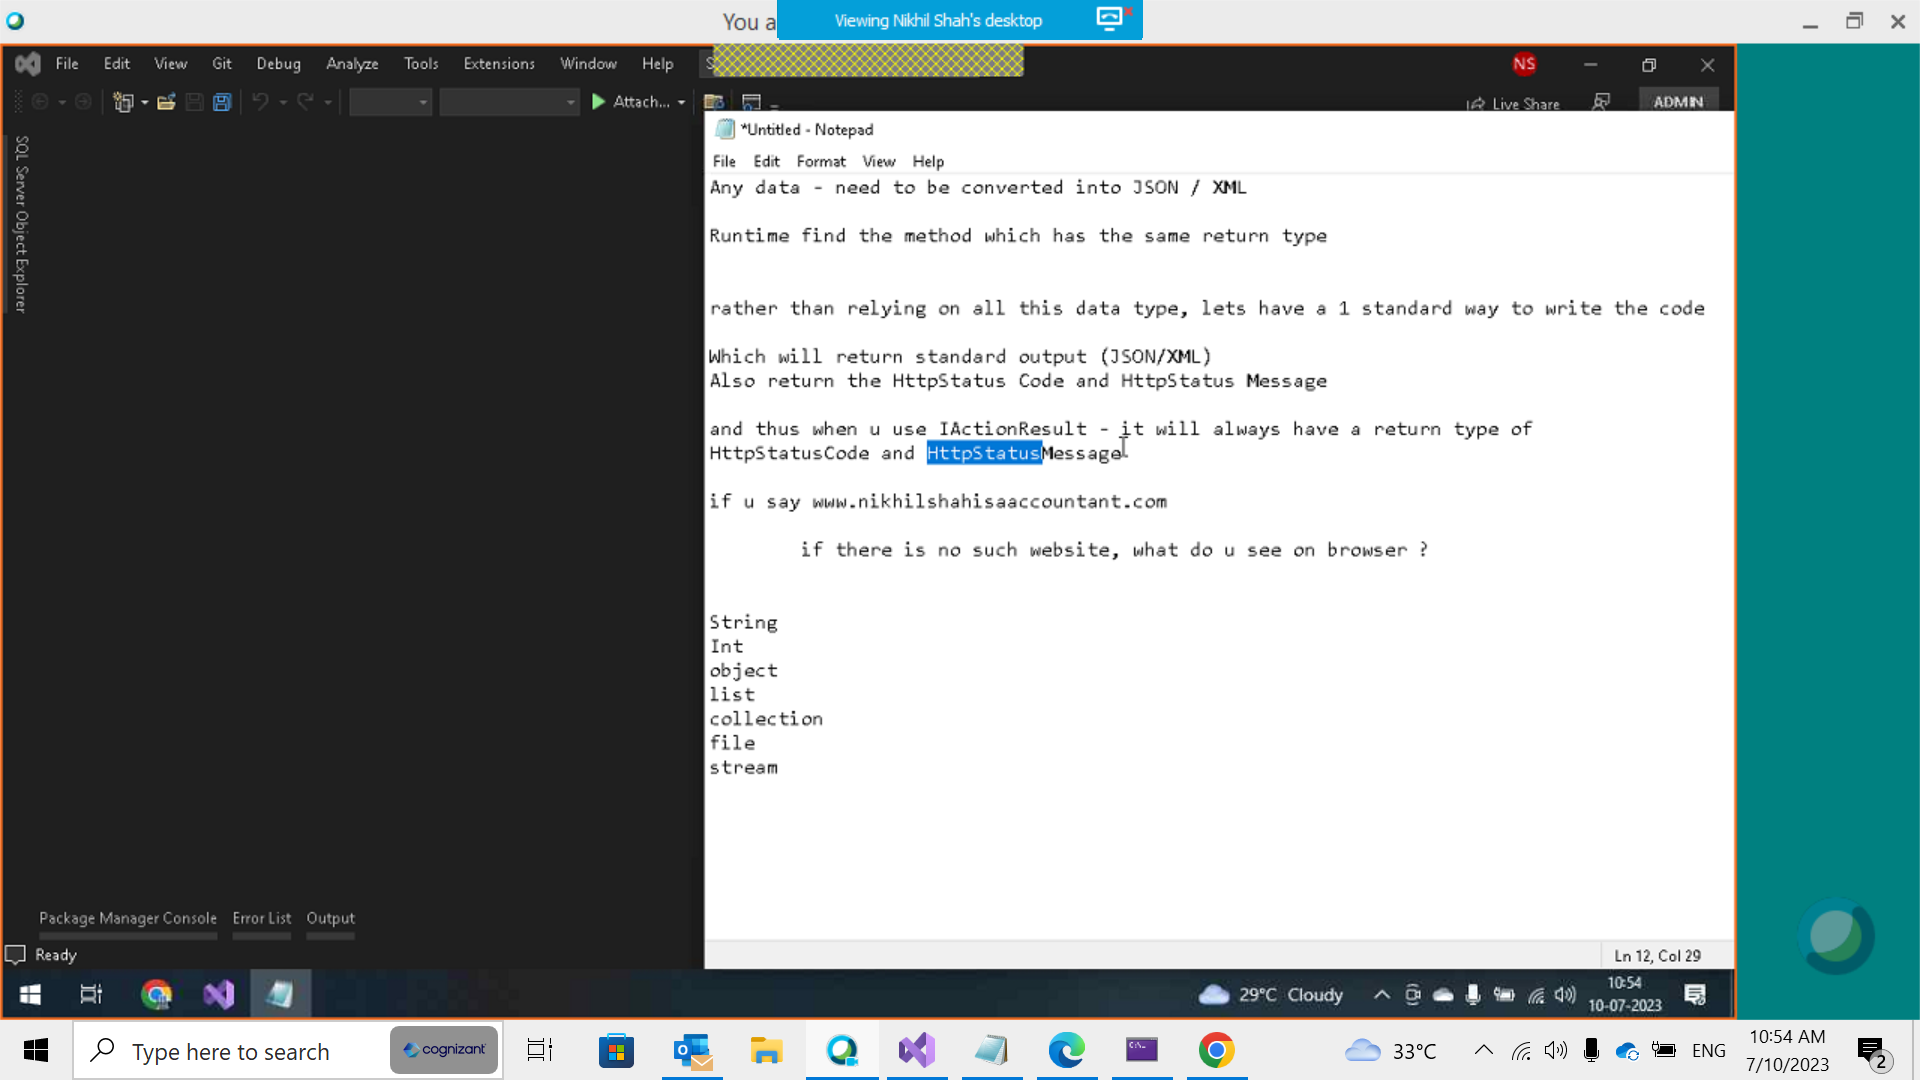 You a
Viewing Nikhil Shah's desktop
File Edit View Git Debug Analyze Tools Extensions Window Help S
NS
Attach...
Live Share
ADMIN
SQL Server Object Explorer
*Untitled - Notepad
File Edit Format View Help
Any data - need to be converted into JSON / XML
Runtime find the method which has the same return type
rather than relying on all this data type, lets have a 1 standard way to write the code
Which will return standard output (JSON/XML)
Also return the HttpStatus Code and HttpStatus Message
and thus when u use IActionResult - it will always have a return type of
HttpStatusCode and HttpStatusMessage
if u say www.nikhilshahisaaccountant.com
if there is no such website, what do u see on browser ?
String
Int
object
list
collection
file
stream
Package Manager Console Error List Output
Ready
Ln 12, Col 29
29°C Cloudy
10:54
10-07-2023
Type here to search
cognizant
33°C
ENG
10:54 AM
7/10/2023
2